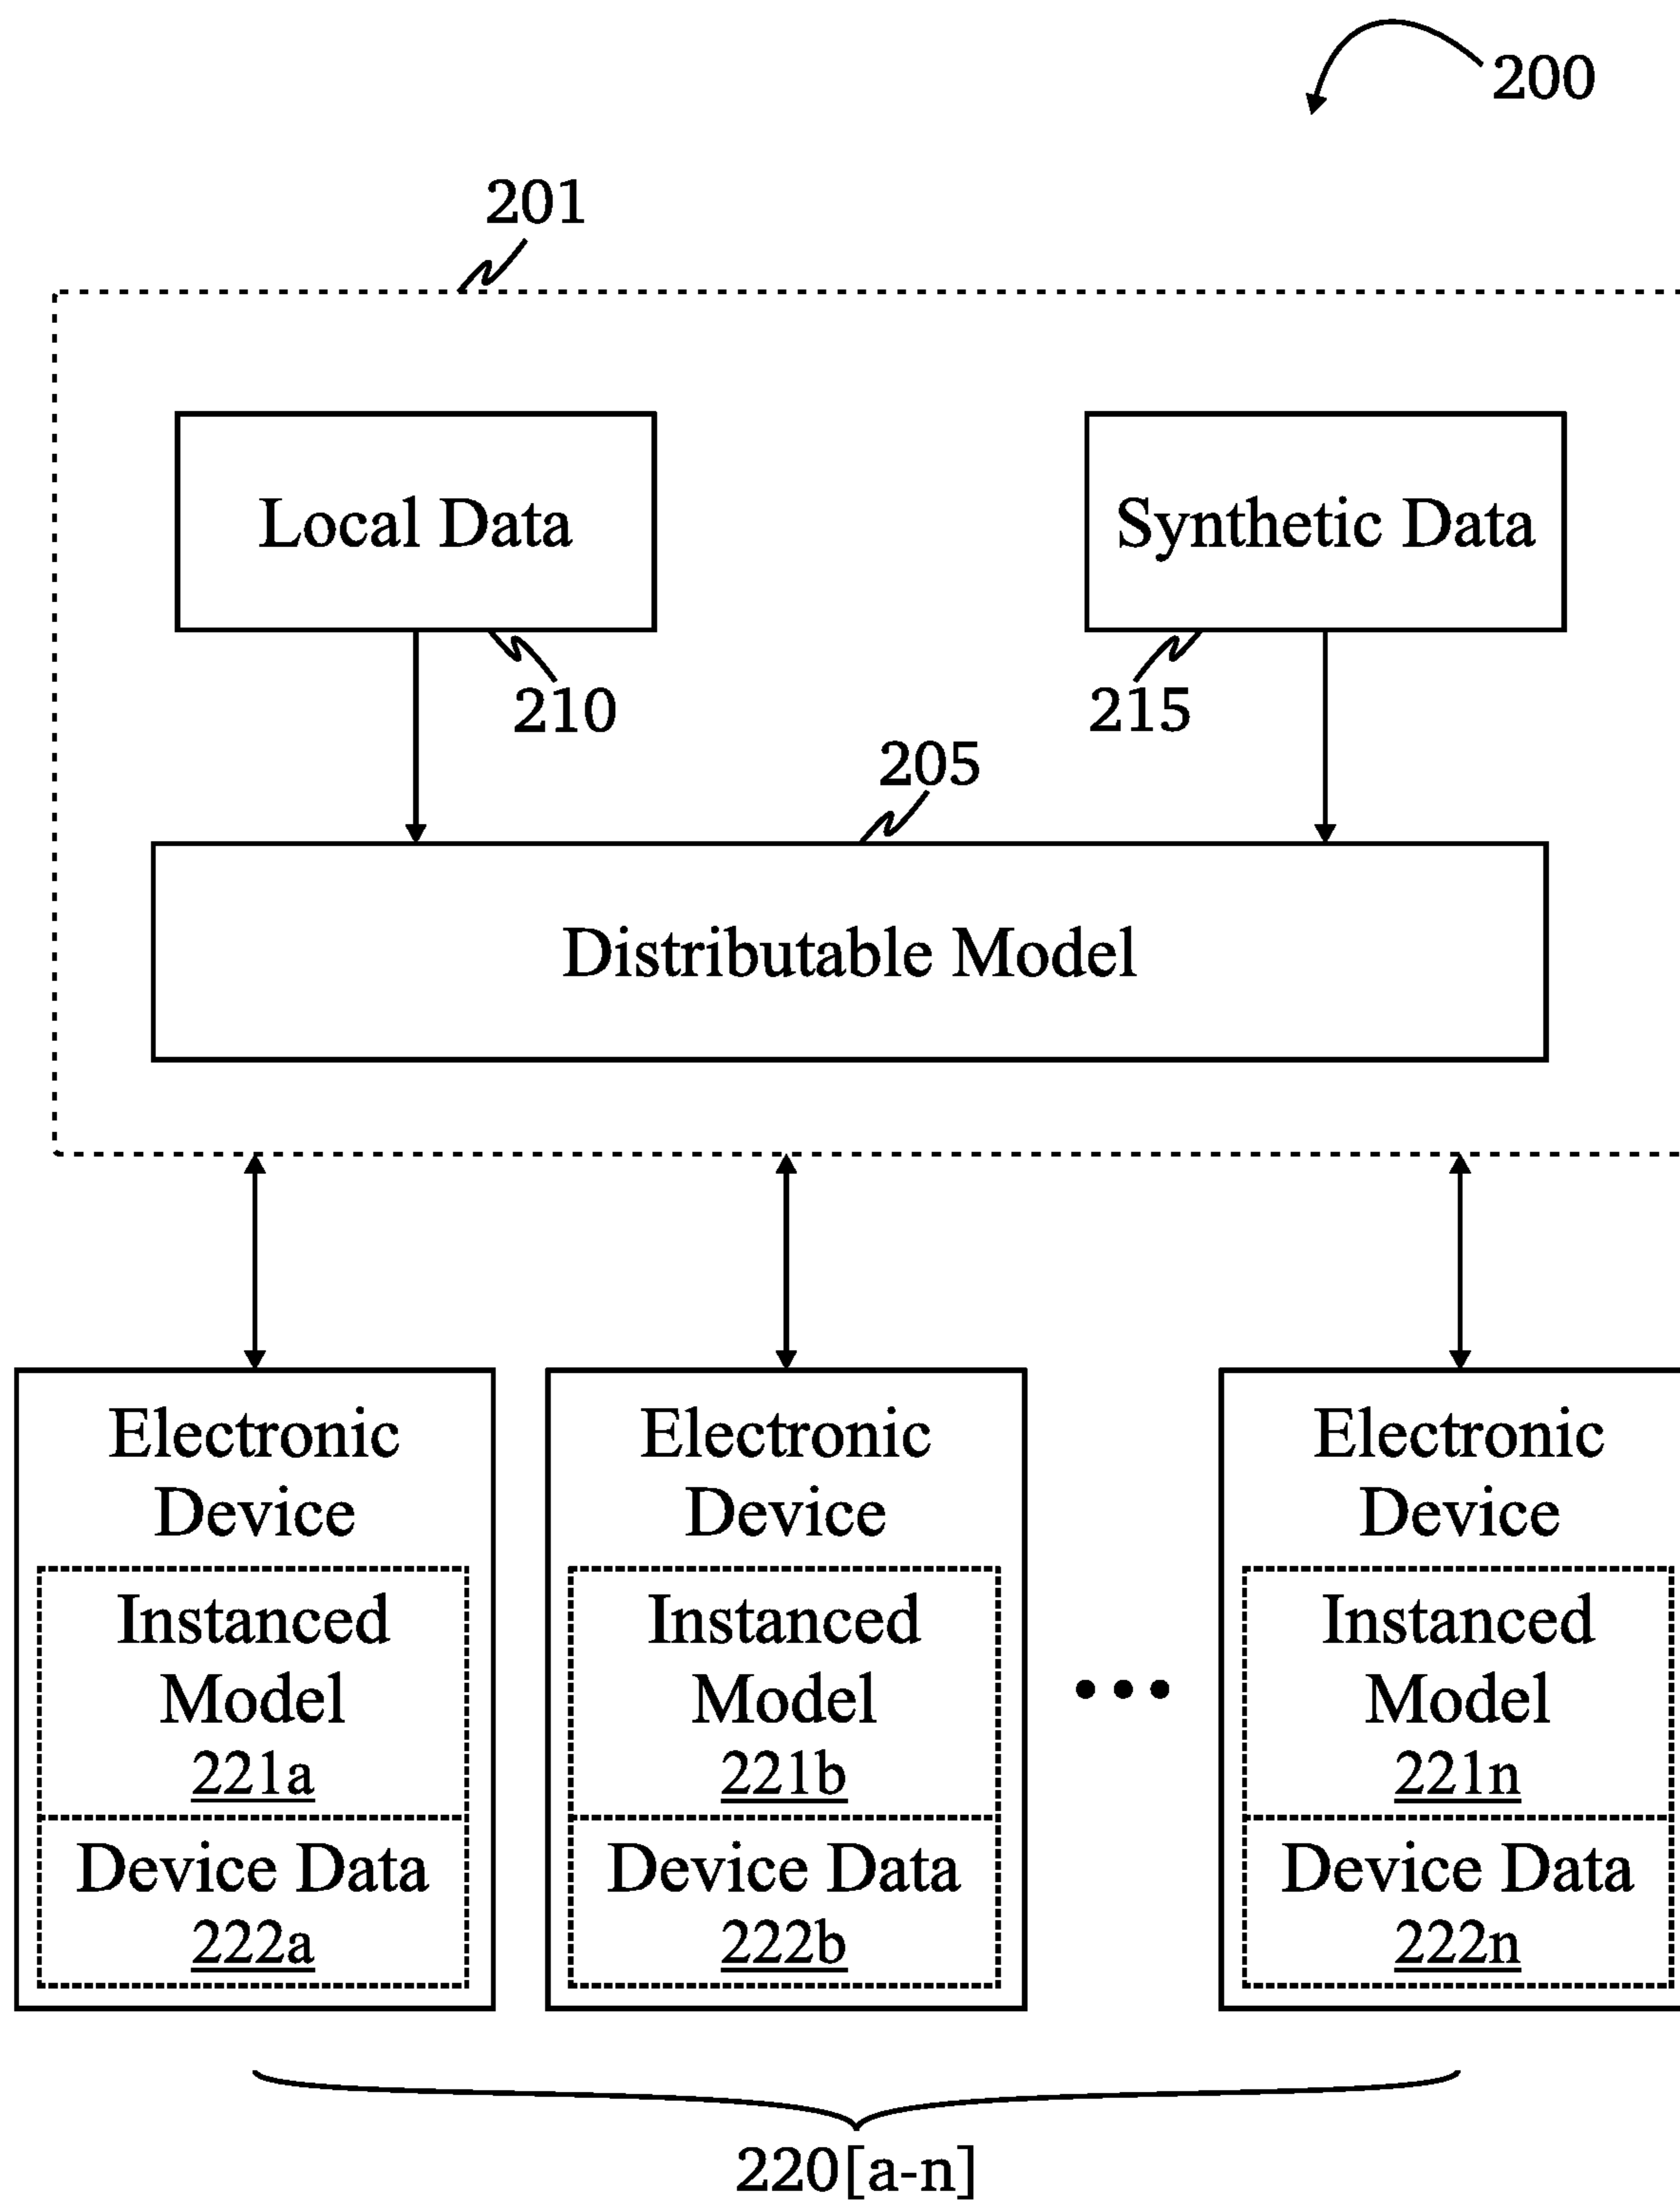 200
201
Local Data
Synthetic Data
210
215
205
Distributable Model
Electronic
Device
Instanced
Model
221a
Device Data
222a
Electronic
Device
Instanced
Model
221b
Device Data
222b
Electronic
Device
Instanced
Model
221n
Device Data
222n
220[a-n]